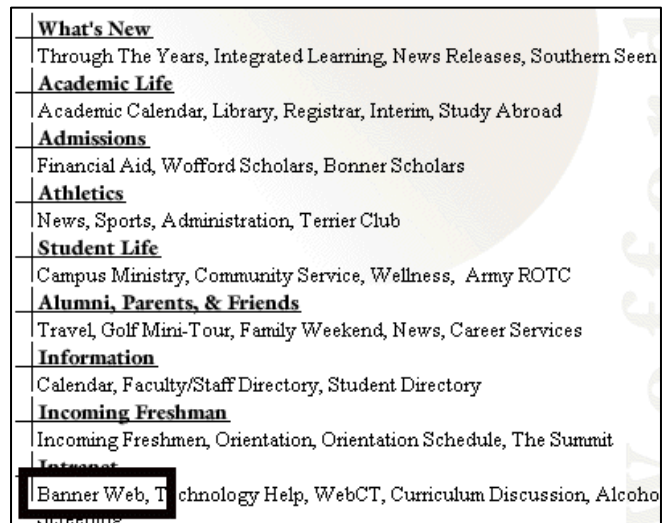 What's New
Through The Years, Integrated Learning, News Releases, Southern Seen
Academic Life
Academic Calendar, Library, Registrar, Interim, Study Abroad
Admissions
Financial Aid, Wofford Scholars, Bonner Scholars
Athletics
News, Sports, Administration, Terrier Club
Student Life
Campus Ministry, Community Service, Wellness, Army ROTC
Alumni, Parents, & Friends
Travel, Golf Mini-Tour, Family Weekend, News, Career Services
Information
Calendar, Faculty/Staff Directory, Student Directory
Incoming Freshman
Incoming Freshmen, Orientation, Orientation Schedule, The Summit
Intranet
Banner Web, Technology Help, WebCT, Curriculum Discussion, Alcoho